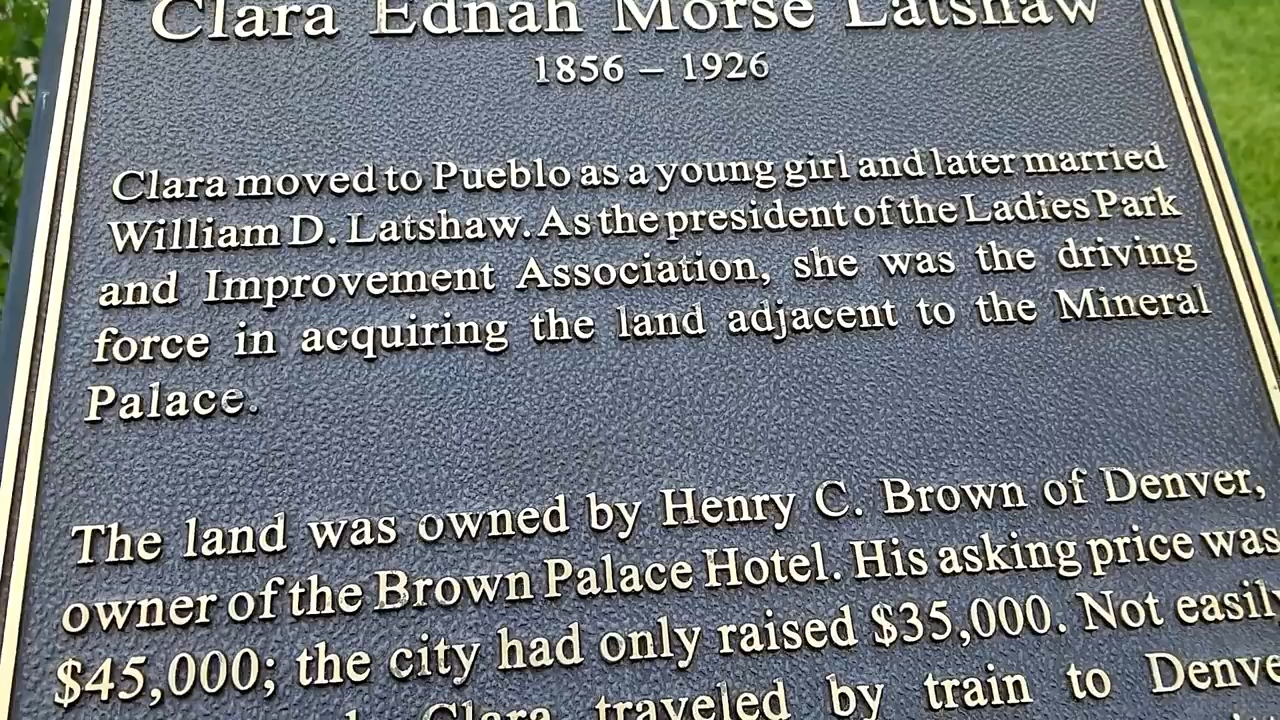 Clara Ednah Morse Latshaw
1856 – 1926
Clara moved to Pueblo as a young girl and later married
William D. Latshaw. As the president of the Ladies Park
and Improvement Association, she was the driving
force in acquiring the land adjacent to the Mineral
Palace.
The land was owned by Henry C. Brown of Denver,
owner of the Brown Palace Hotel. His asking price was
$45,000; the city had only raised $35,000. Not easily
Clara traveled by train to Denve